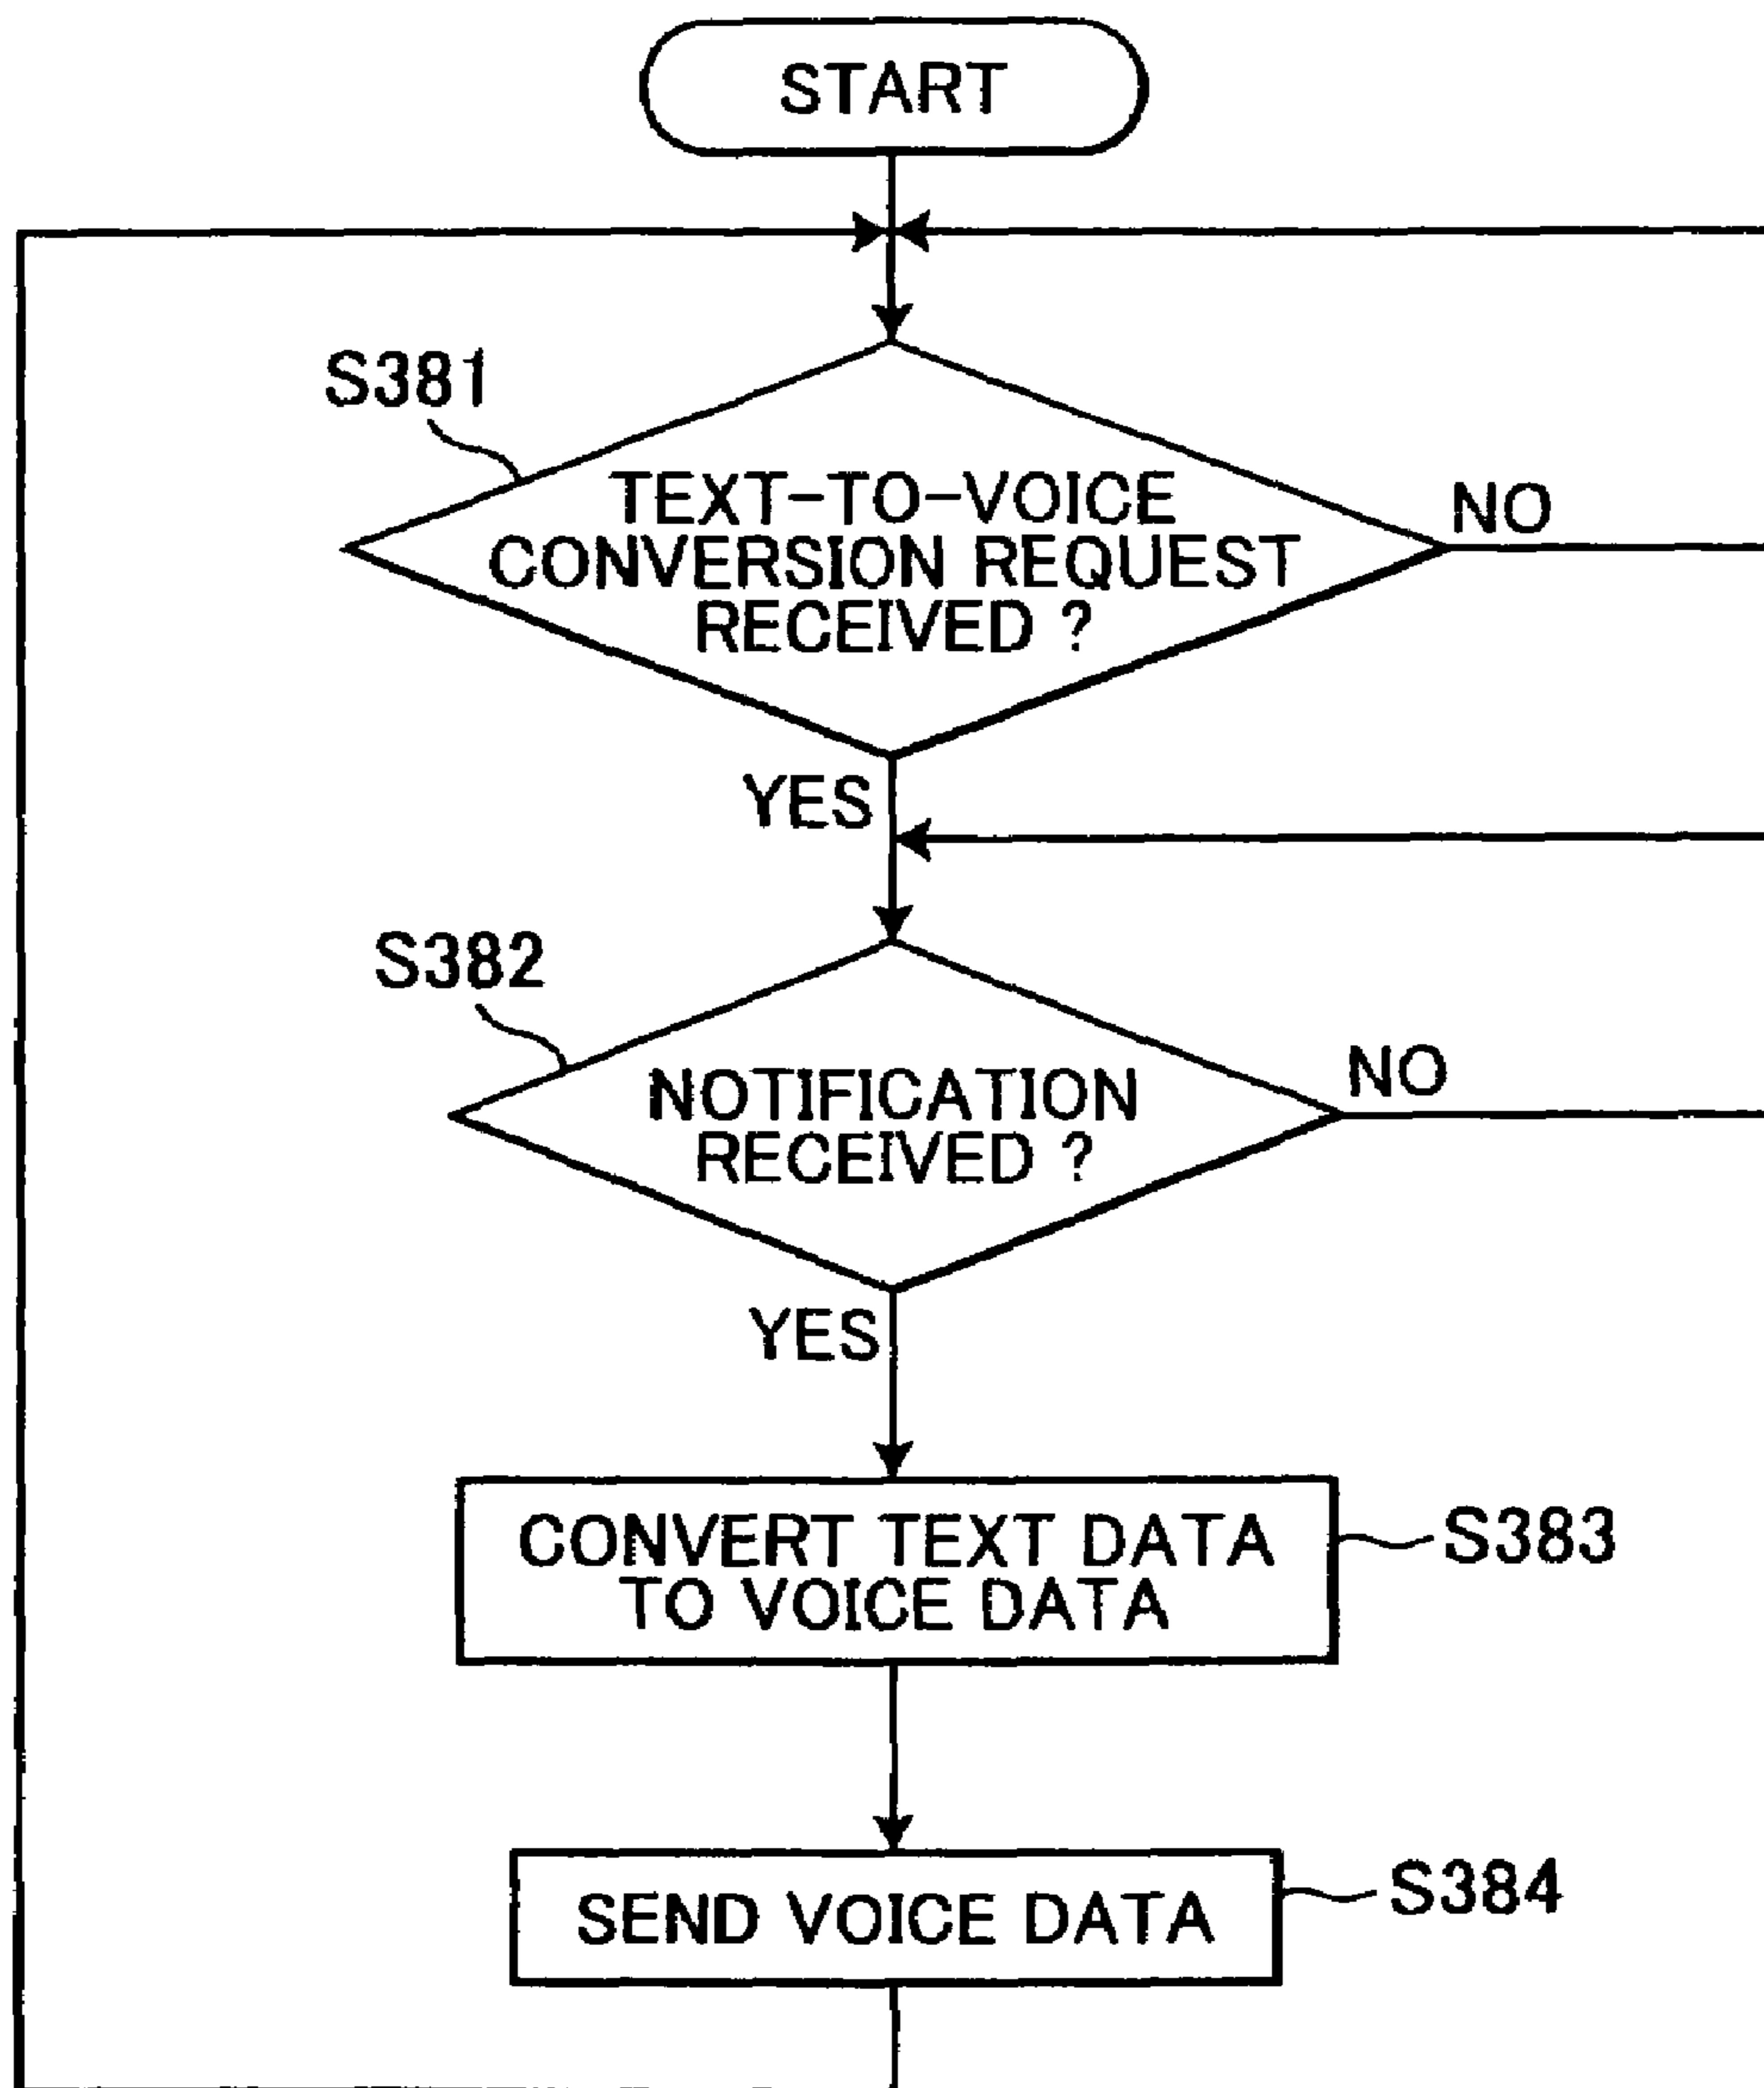 START
S381
TEXT-TO-VOICE
CONVERSION REQUEST
RECEIVED ?
NO
YES
S382
NOTIFICATION
RECEIVED ?
NO
YES
CONVERT TEXT DATA
TO VOICE DATA
S383
SEND VOICE DATA
S384